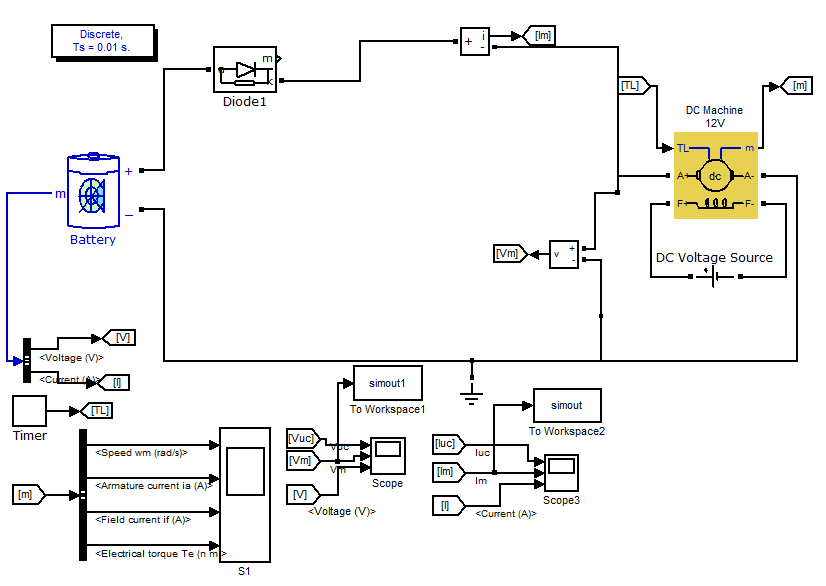 Discrete,
Ts = 0.01 s.
m
a
k
Diode1
+
i
-
[Im]
[TL]
[m]
DC Machine
12V
TL
m
A+
dc
A-
F+
F-
DC Voltage Source
+
m
+
_
Battery
[Vm]
v
+
-
[V]
<Voltage (V)>
<Current (A)>
[I]
[TL]
Timer
simout1
To Workspace1
simout
To Workspace2
[Vuc]
Vuc
[Vm]
Vm
[V]
<Voltage (V)>
Scope
[Iuc]
Iuc
[Im]
Im
[I]
<Current (A)>
Scope3
[m]
<Speed wm (rad/s)>
<Armature current ia (A)>
<Field current if (A)>
<Electrical torque Te (n m)>
S1